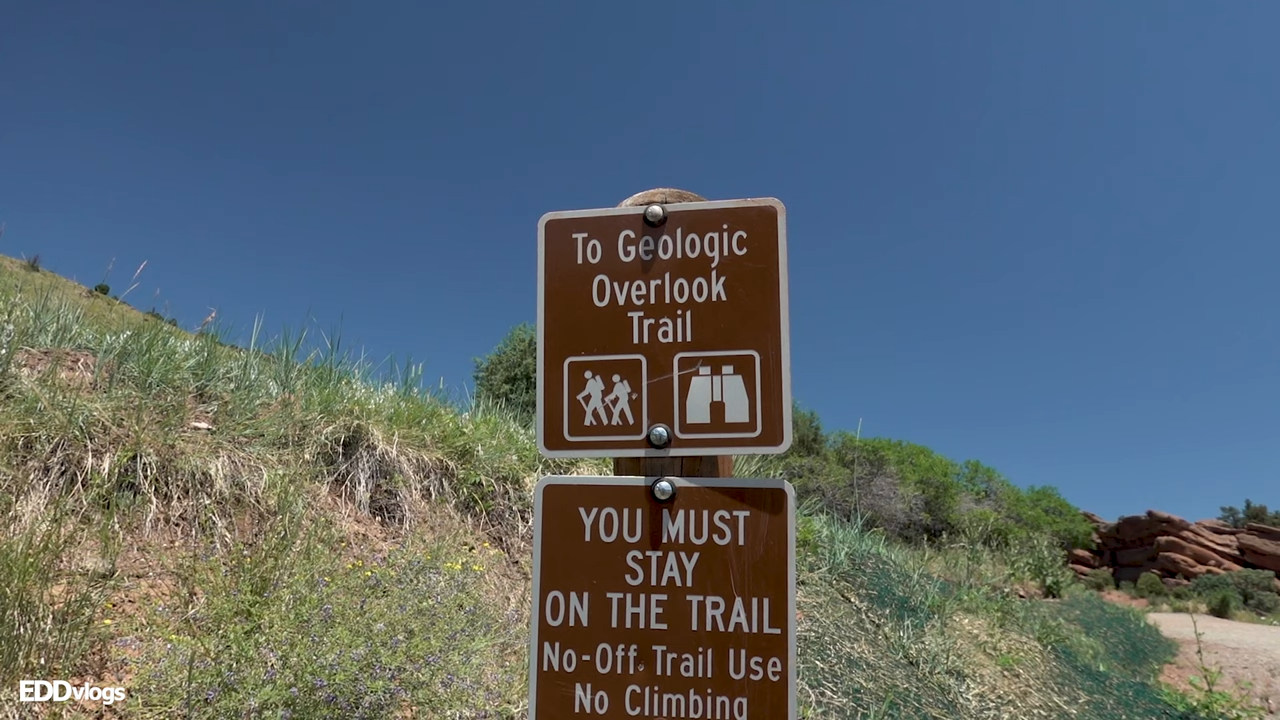 To Geologic
Overlook
Trail
YOU MUST
STAY
ON THE TRAIL
No-Off Trail Use
No Climbing
EDDvlogs